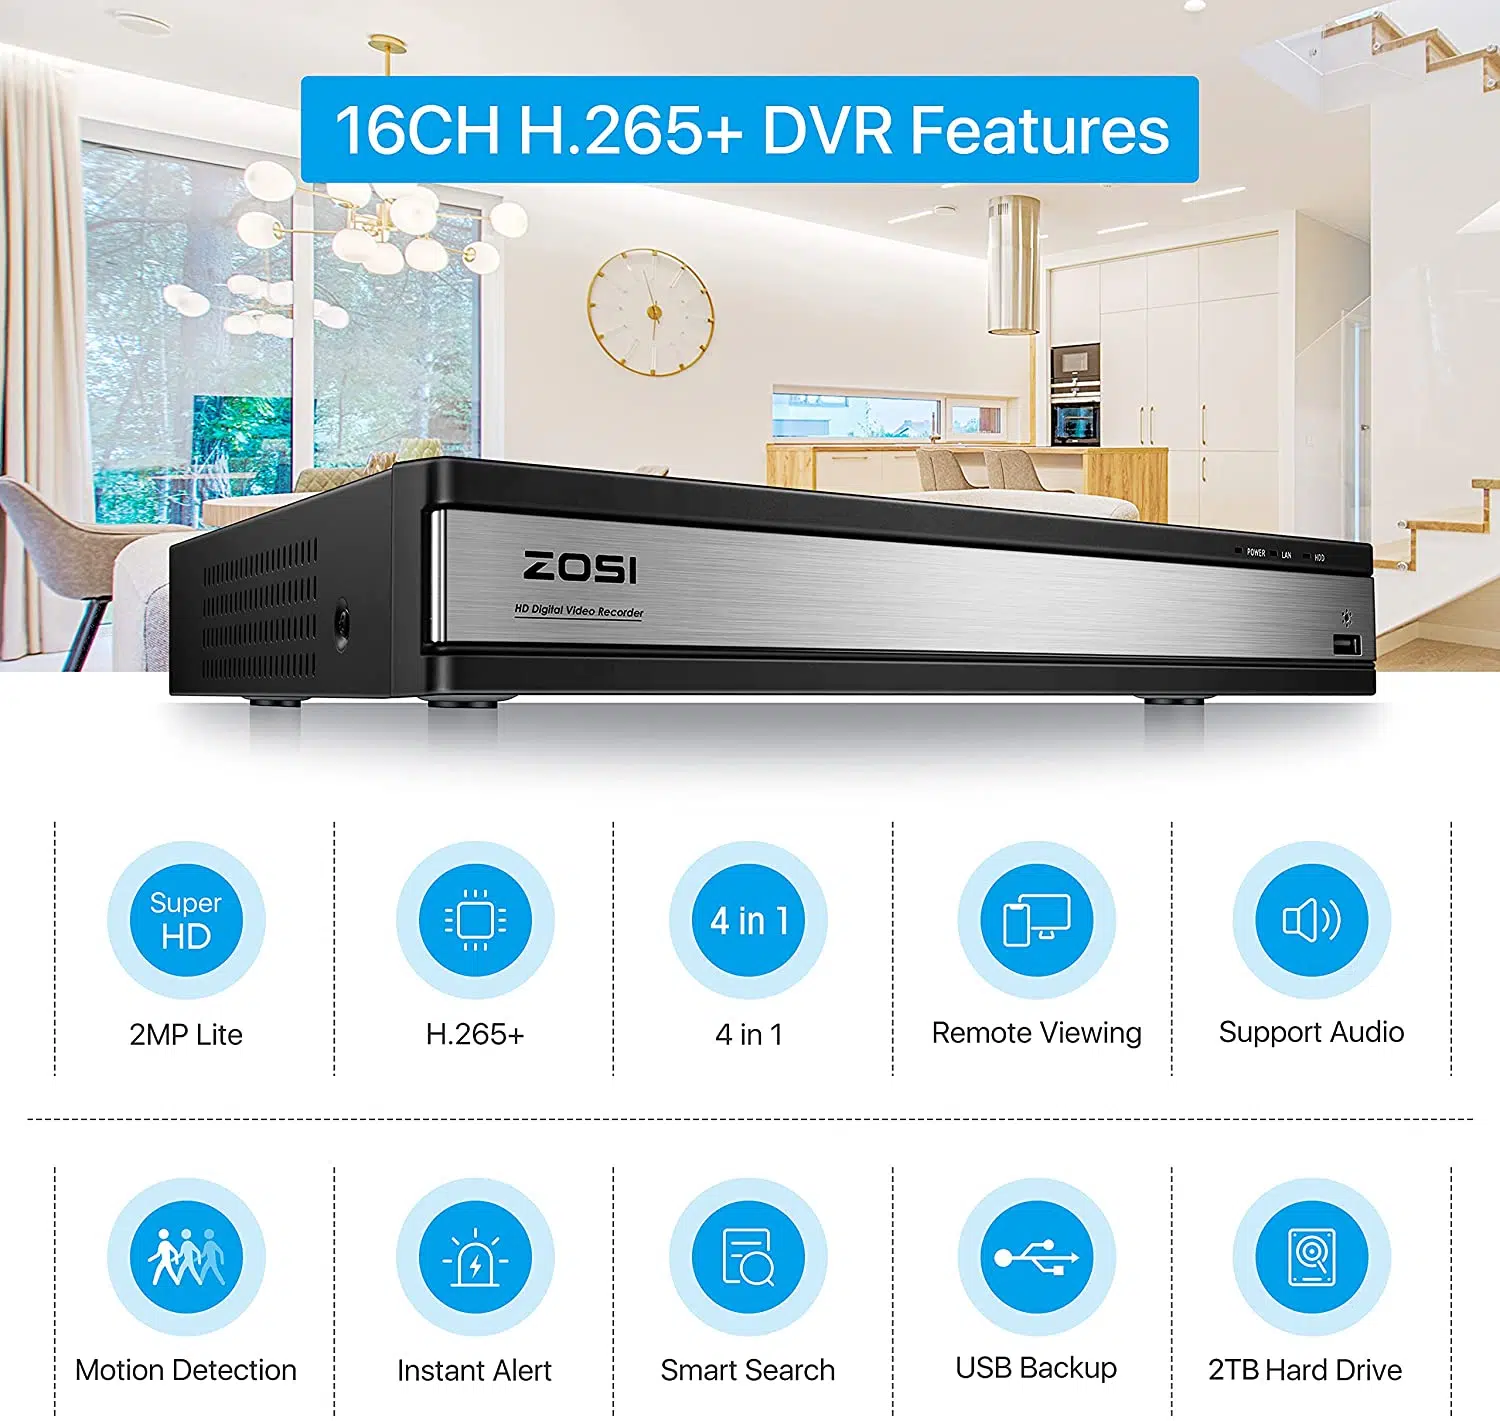 16CH H.265+ DVR Features
POWER LAN HDD
ZOSI
HD Digital Video Recorder
Super
HD
4 in 1
2MP Lite
H.265+
4 in 1
Remote Viewing
Support Audio
Motion Detection
Instant Alert
Smart Search
USB Backup
2TB Hard Drive